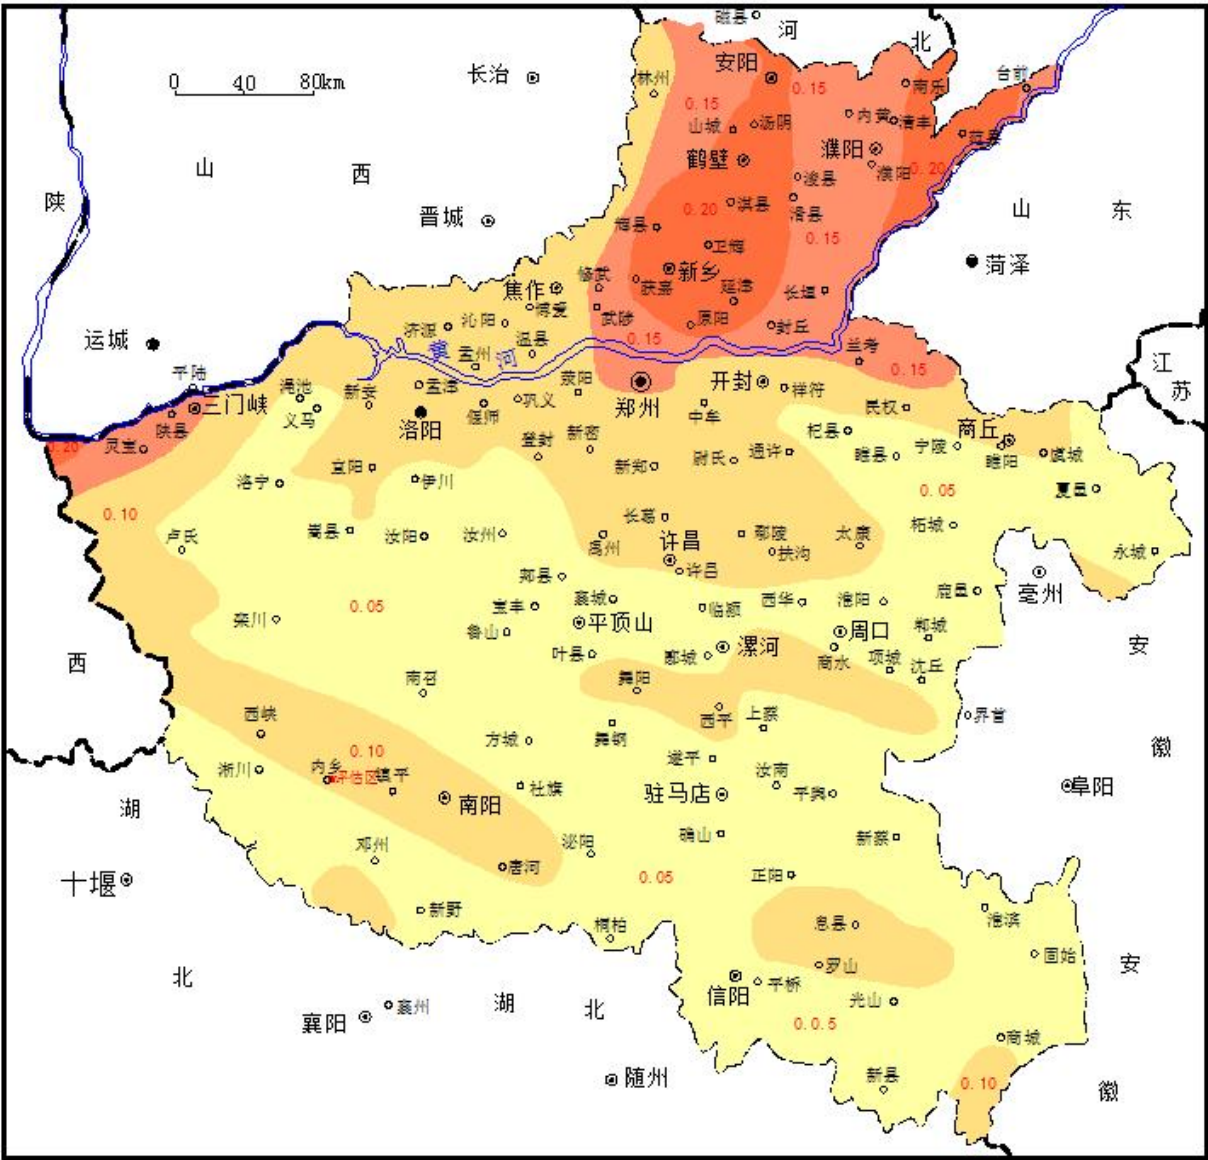 磁县
河
北
安阳
长治
0 40 80km
林州
0.15
0.15
南乐
台前
山城
汤阴
内黄
清丰
范县
鹤壁
濮阳
濮阳
0.20
山
西
陕
浚县
淇县
滑县
0.20
山
东
晋城
辉县
卫辉
0.15
菏泽
新乡
修武
获嘉
延津
长垣
焦作
博爱
武陟
原阳
封丘
济源
沁阳
温县
0.15
黄
河
孟州
兰考
0.15
江
苏
运城
平陆
渑池
新安
孟津
荥阳
郑州
开封
祥符
三门峡
义马
洛阳
偃师
巩义
中牟
民权
陕县
灵宝
0.20
登封
新密
杞县
商丘
宜阳
新郑
尉氏
通许
睢县
宁陵
睢阳
虞城
洛宁
伊川
0.05
夏邑
0.10
长葛
柘城
卢氏
嵩县
汝阳
汝州
禹州
许昌
鄢陵
扶沟
太康
永城
许昌
郏县
亳州
0.05
宝丰
襄城
临颍
西华
淮阳
鹿邑
栾川
鲁山
平顶山
漯河
周口
郸城
安
西
叶县
郾城
商水
项城
沈丘
南召
舞阳
西峡
西平
上蔡
界首
方城
舞钢
徽
0.10
淅川
内乡
评估区
镇平
遂平
汝南
南阳
社旗
驻马店
平舆
阜阳
湖
邓州
泌阳
确山
新蔡
十堰
唐河
0.05
正阳
新野
桐柏
息县
淮滨
固始
安
北
罗山
信阳
平桥
光山
襄阳
襄州
湖
北
0.0.5
商城
随州
新县
0.10
徽